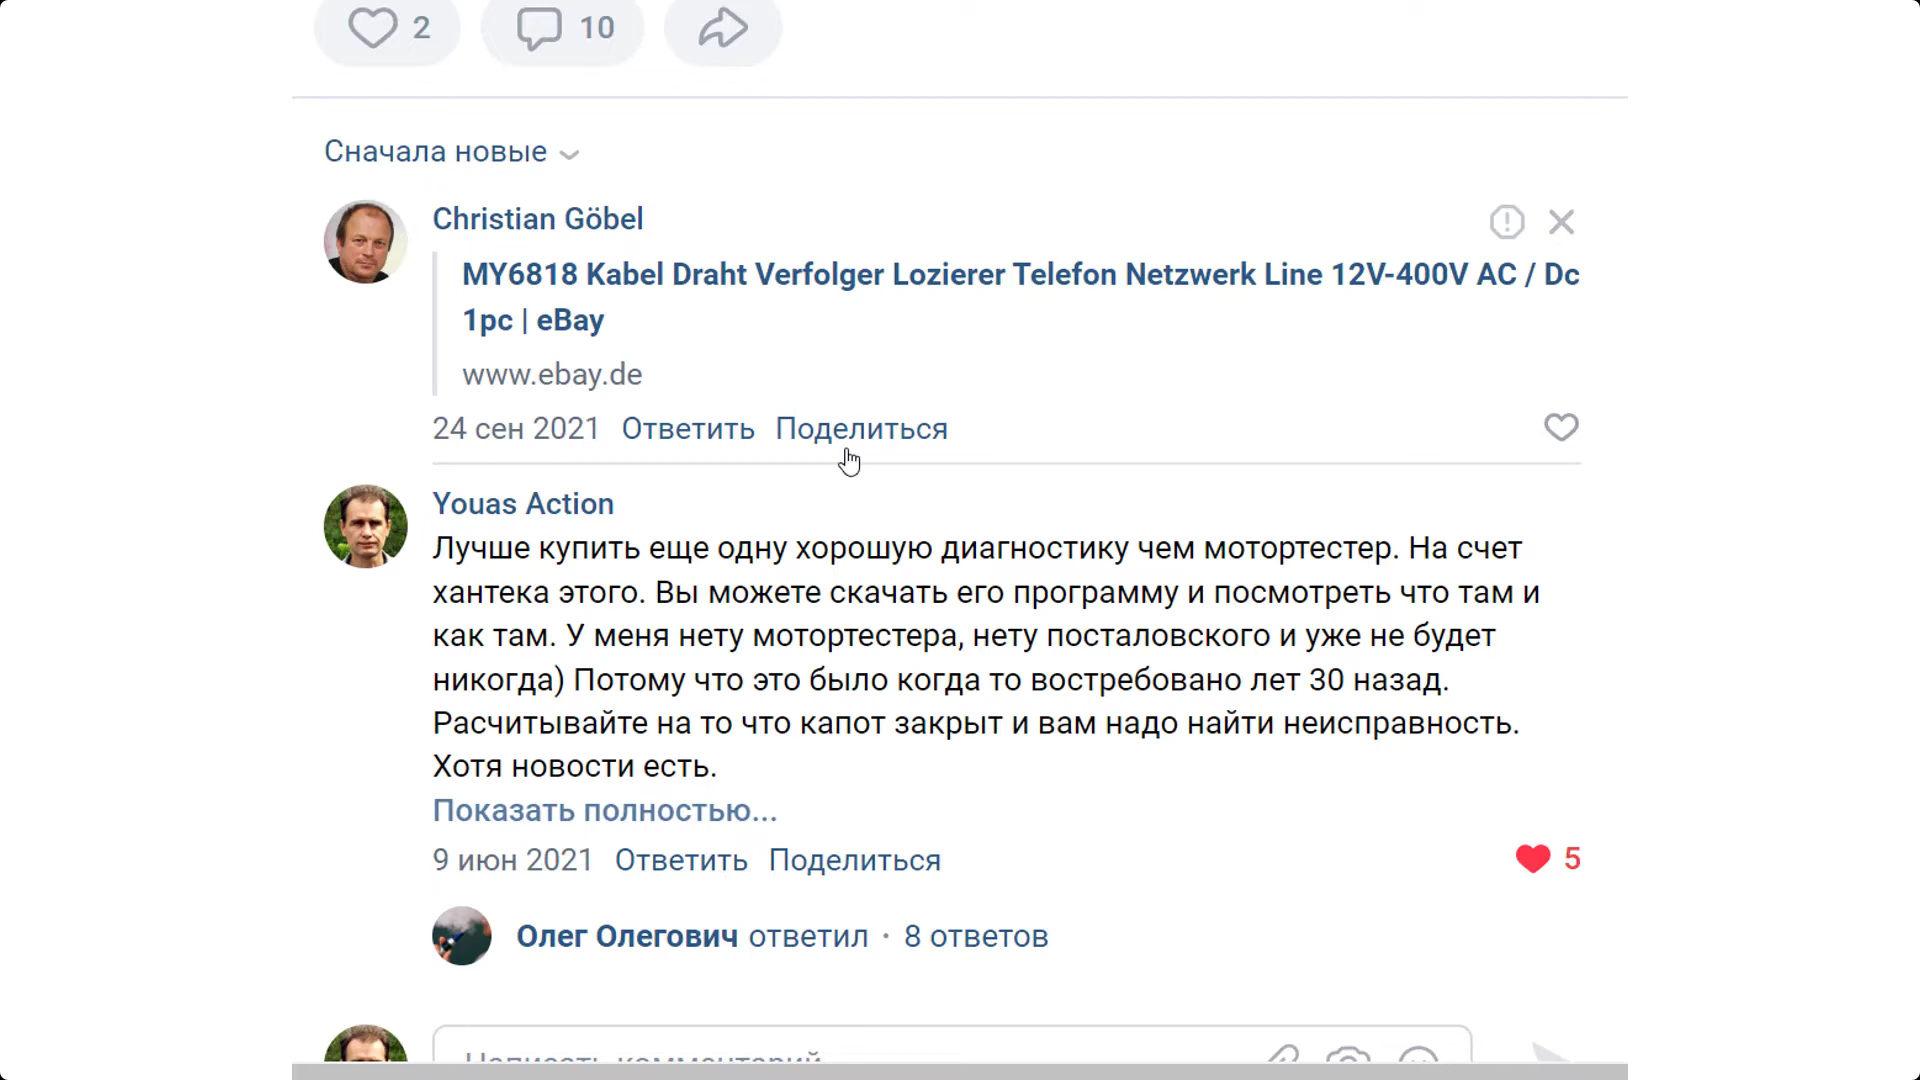 2
10
Сначала новые
Christian Göbel
MY6818 Kabel Draht Verfolger Lozierer Telefon Netzwerk Line 12V-400V AC / Dc
1pc | eBay
www.ebay.de
24 сен 2021 Ответить Поделиться
Youas Action
Лучше купить еще одну хорошую диагностику чем мотортестер. На счет
хантека этого. Вы можете скачать его программу и посмотреть что там и
как там. У меня нету мотортестера, нету посталовского и уже не будет
никогда) Потому что это было когда то востребовано лет 30 назад.
Расчитывайте на то что капот закрыт и вам надо найти неисправность.
Хотя новости есть.
Показать полностью...
9 июн 2021 Ответить Поделиться
5
Олег Олегович ответил · 8 ответов
Написать комментарий